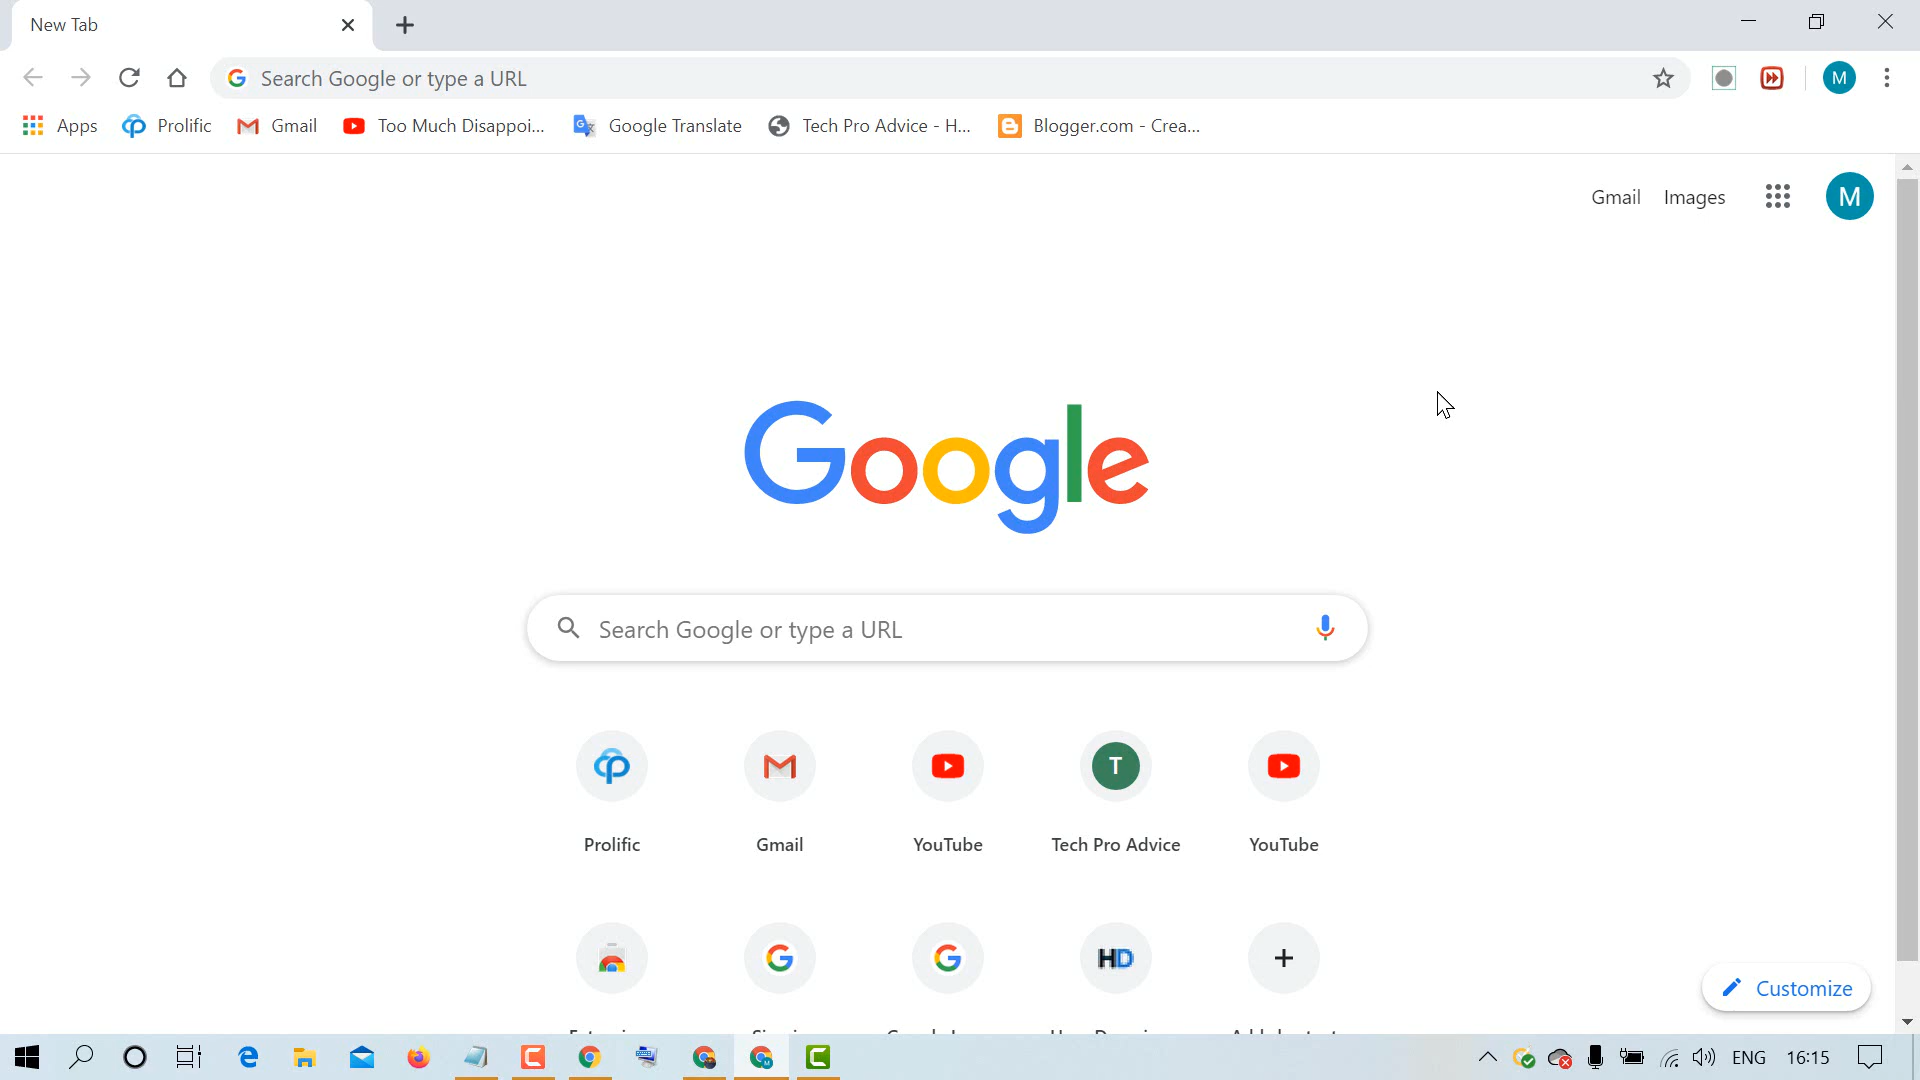 New Tab
Search Google or type a URL
Apps Prolific Gmail Too Much Disappoi... Google Translate Tech Pro Advice - H... Blogger.com - Crea...
M
Gmail Images
M
Google
Search Google or type a URL
T
Prolific Gmail YouTube Tech Pro Advice YouTube
HD
Customize
ENG 16:15